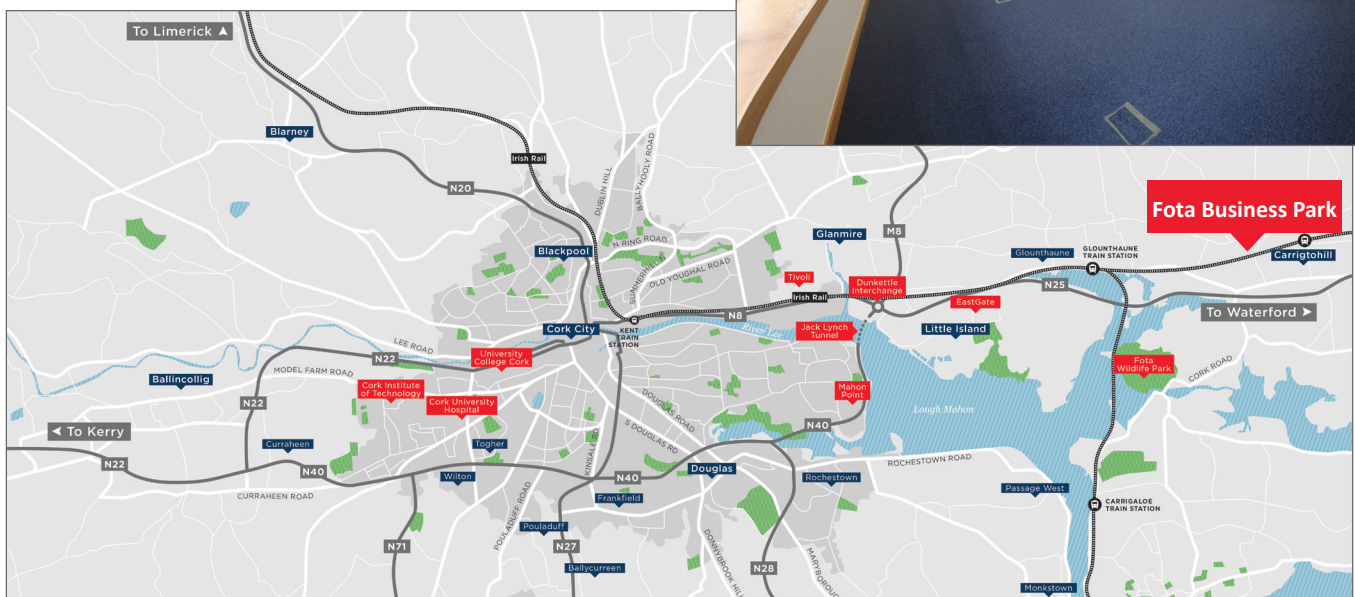 To Limerick ▲
Blarney
Irish Rail
N20
DUBLIN HILL
BALLYHOOLY ROAD
Blackpool
N RING ROAD
SUMMERHILL N
OLD YOUGHAL ROAD
Glanmire
M8
Tivoli
Dunkettle
Interchange
Irish Rail
N8
Fota Business Park
Glounthaune
GLOUNTHAUNE
TRAIN STATION
Carrigtohill
N25
EastGate
To Waterford ➤
Little Island
Jack Lynch
Tunnel
River Lee
Cork City
KENT
TRAIN
STATION
LEE ROAD
N22
University
College Cork
Ballincollig
MODEL FARM ROAD
Cork Institute
of Technology
Cork University
Hospital
N22
Fota
Wildlife Park
CORK ROAD
Mahon
Point
Lough Mahon
DOUGLAS ROAD
S DOUGLAS RD
N40
◄ To Kerry
Curraheen
Togher
KINSALE RD
N22
N40
CURRAHEEN ROAD
Wilton
POULADUFF ROAD
N40
Douglas
ROCHESTOWN ROAD
Rochestown
Passage West
Frankfield
CARRIGALOE
TRAIN STATION
Pouladuff
N71
N27
Ballycurreen
DONNYBROOK HILL
N28
MARYBOROU
Monkstown